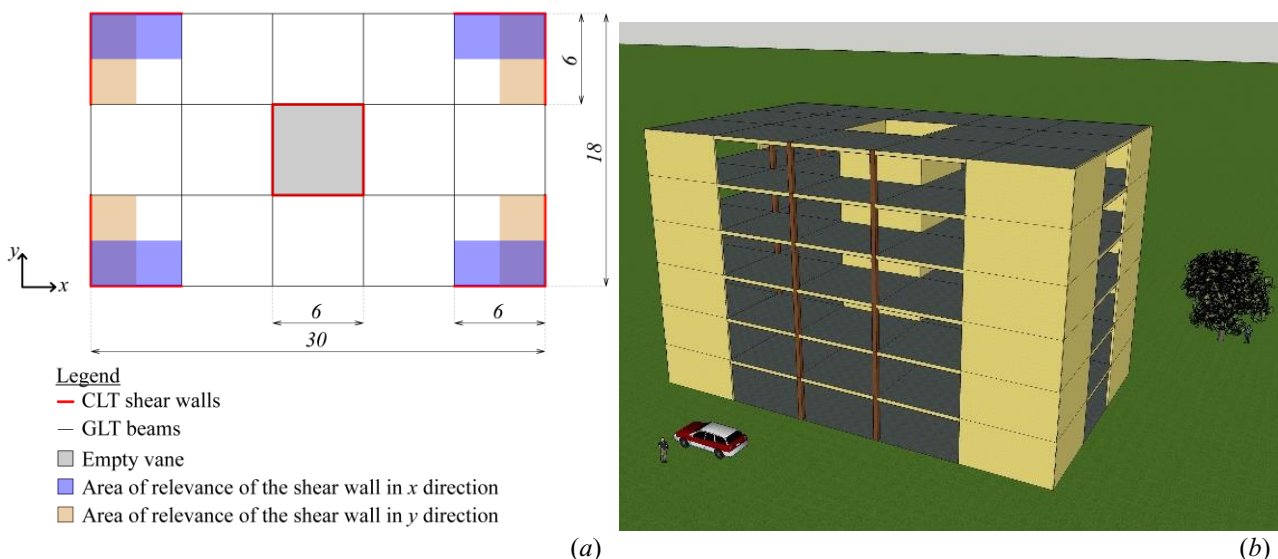 6
18
y
x
6
6
30
Legend
CLT shear walls
GLT beams
Empty vane
Area of relevance of the shear wall in x direction
Area of relevance of the shear wall in y direction
(a)
(b)